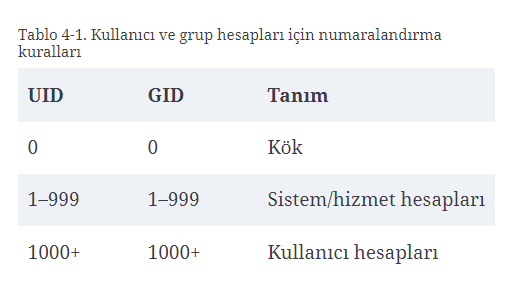 Tablo 4-1. Kullanıcı ve grup hesapları için numaralandırma
kuralları
UID GID Tanım
0 0 Kök
1–999 1–999 Sistem/hizmet hesapları
1000+ 1000+ Kullanıcı hesapları